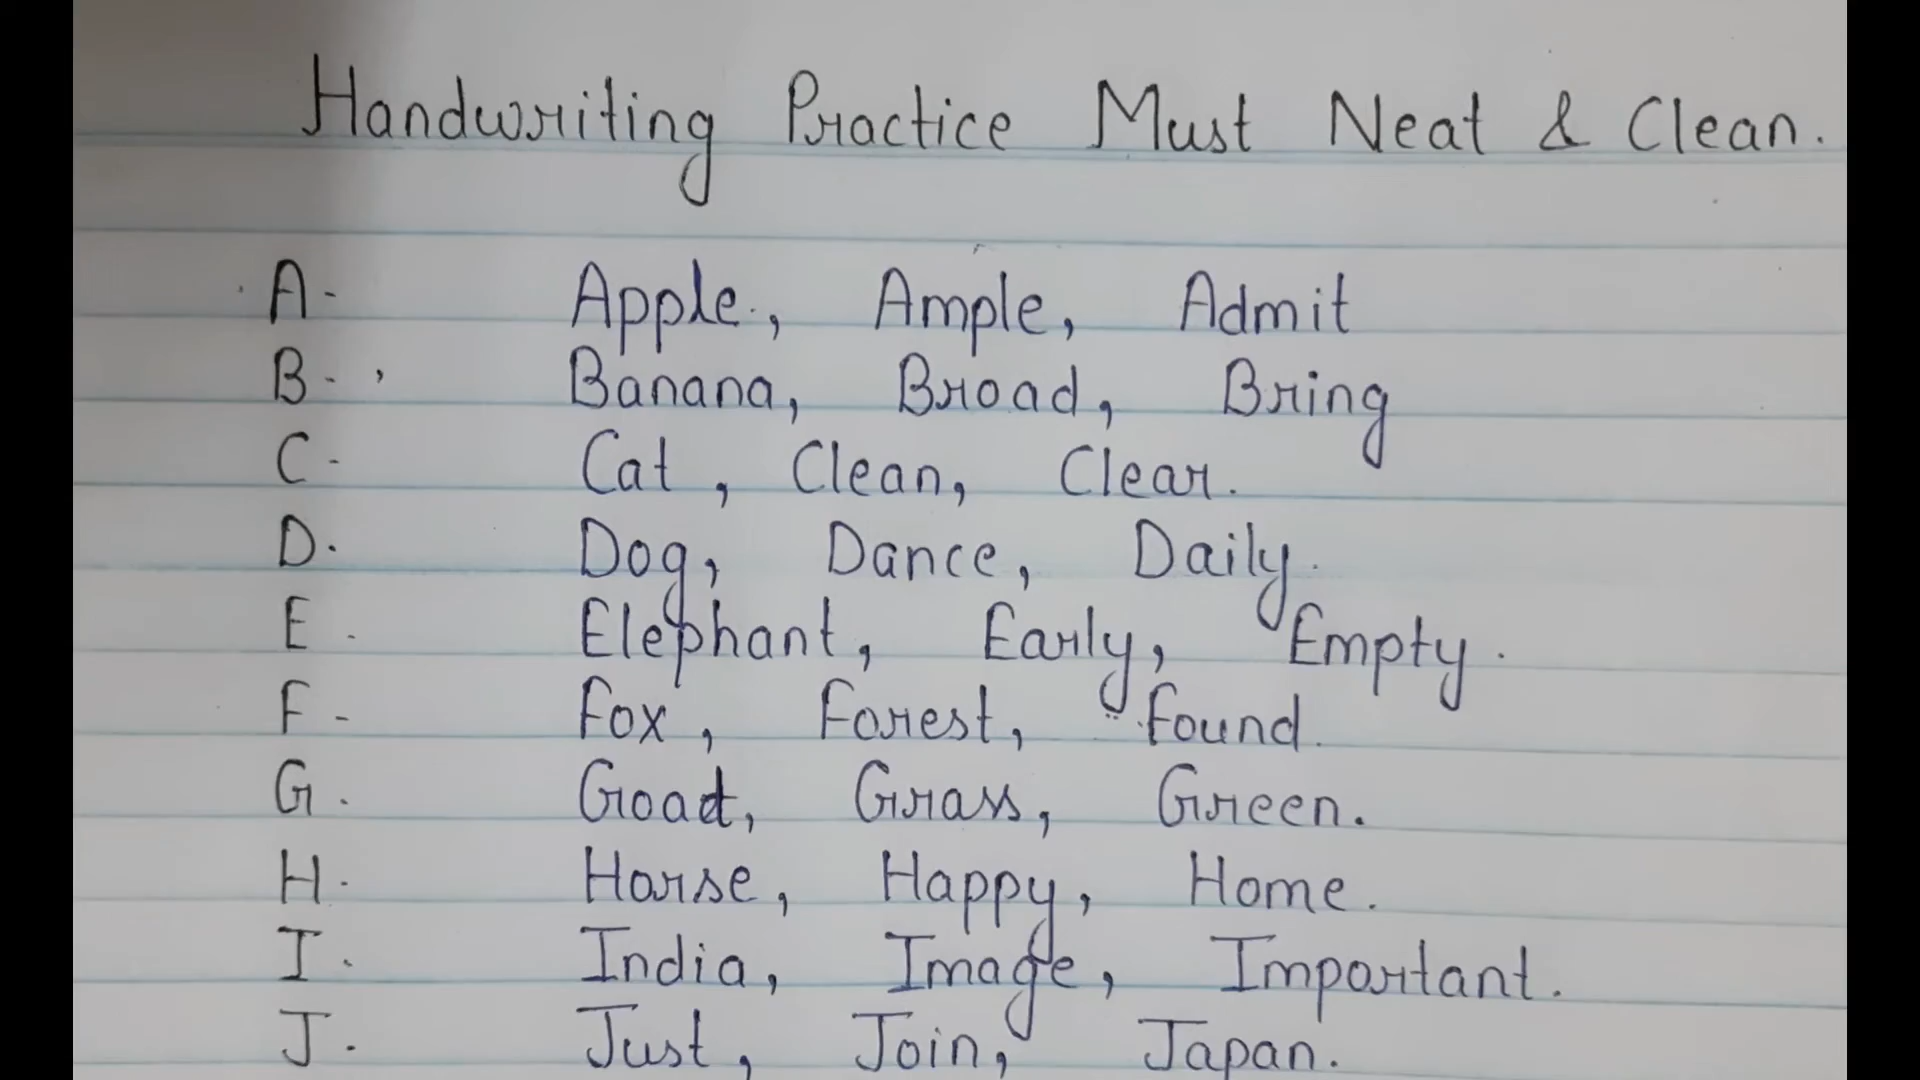 Handwriting Practice Must Neat & Clean.
A- Apple., Ample, Admit
B- , Banana, Broad, Bring
C- Cat, Clean, Clear.
D. Dog, Dance, Daily.
E. Elephant, Early, Empty.
F- Fox, Forest, Found.
G. Goat, Grass, Green.
H. Horse, Happy, Home.
I. India, Image, Important.
J. Just, Join, Japan.